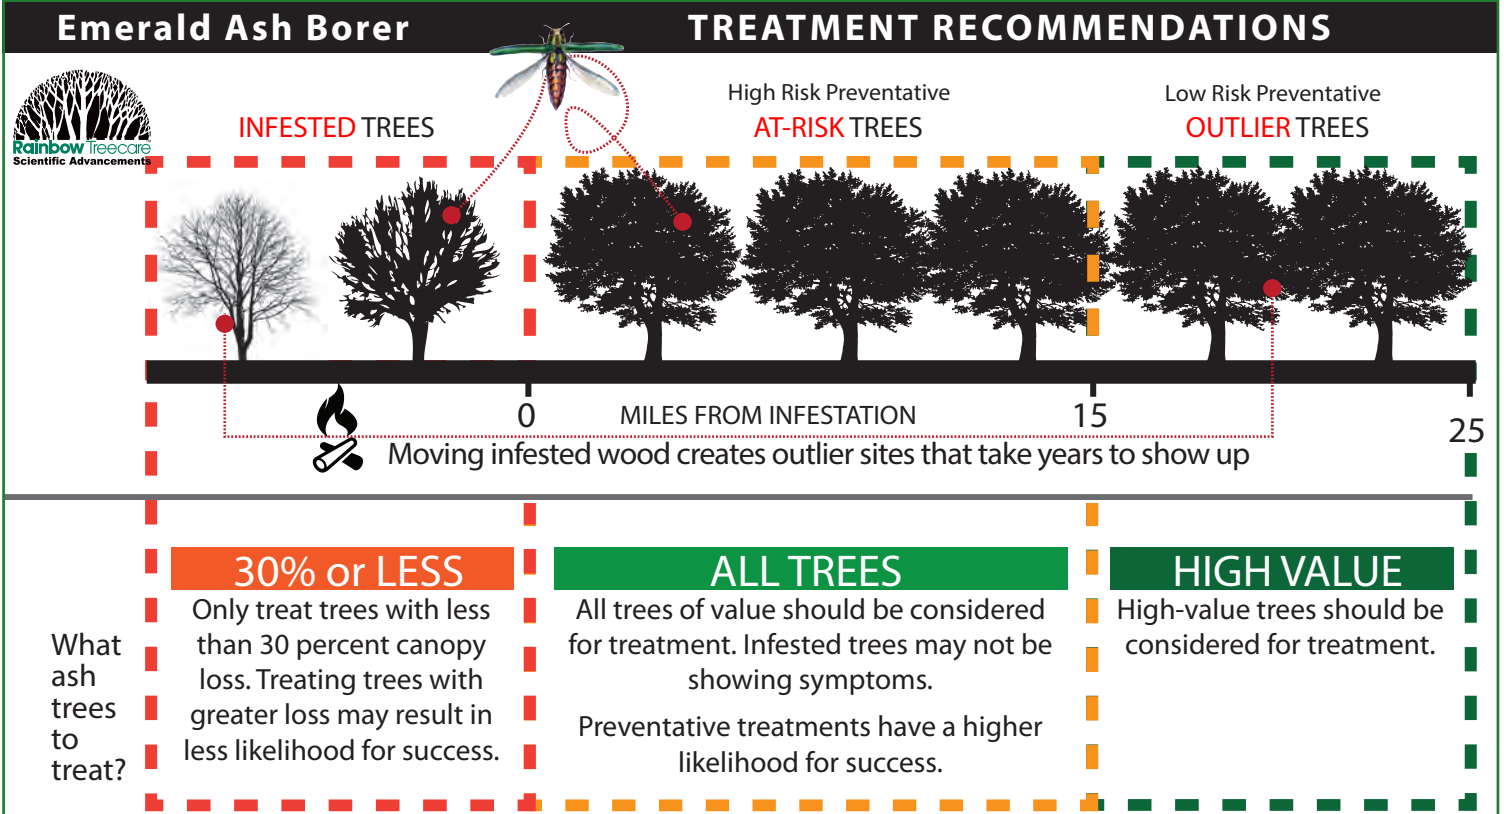 Emerald Ash Borer
TREATMENT RECOMMENDATIONS
Rainbow Treecare
Scientific Advancements
INFESTED TREES
High Risk Preventative
AT-RISK TREES
Low Risk Preventative
OUTLIER TREES
0
MILES FROM INFESTATION
15
25
Moving infested wood creates outlier sites that take years to show up
What
ash
trees
to
treat?
30% or LESS
Only treat trees with less
than 30 percent canopy
loss. Treating trees with
greater loss may result in
less likelihood for success.
ALL TREES
All trees of value should be considered
for treatment. Infested trees may not be
showing symptoms.
Preventative treatments have a higher
likelihood for success.
HIGH VALUE
High-value trees should be
considered for treatment.